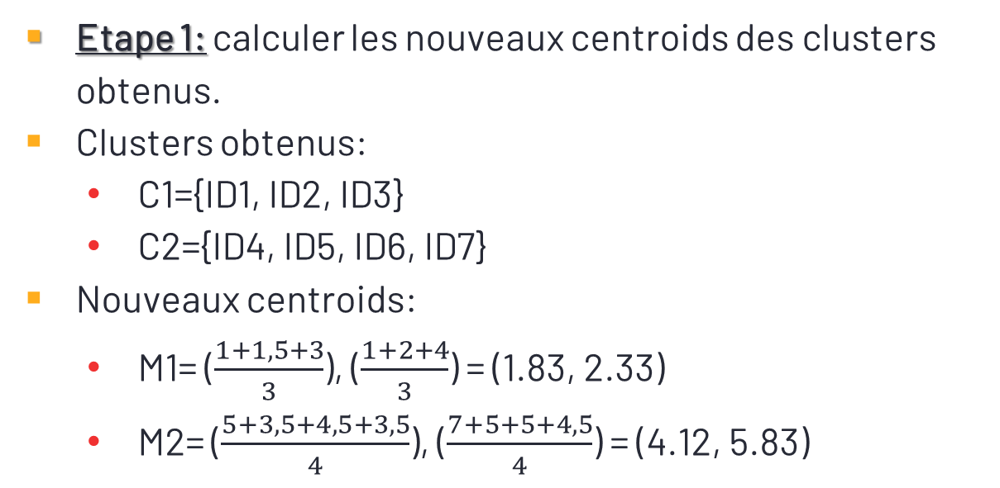 Etape 1: calculer les nouveaux centroids des clusters
obtenus.
Clusters obtenus:
C1={ID1, ID2, ID3}
C2={ID4, ID5, ID6, ID7}
Nouveaux centroids:
M1=(\frac{1+1,5+3}{3}), (\frac{1+2+4}{3}) = (1.83, 2.33)
M2=(\frac{5+3,5+4,5+3,5}{4}), (\frac{7+5+5+4,5}{4}) = (4.12, 5.83)